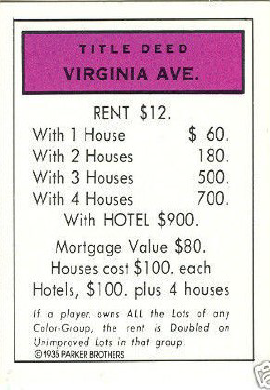 TITLE DEED
VIRGINIA AVE.
RENT $12.
With 1 House $ 60.
With 2 Houses 180.
With 3 Houses 500.
With 4 Houses 700.
With HOTEL $900.
Mortgage Value $80.
Houses cost $100. each
Hotels, $100. plus 4 houses
If a player owns ALL the Lots of any
Color-Group, the rent is Doubled on
Unimproved Lots in that group.
©1935 PARKER BROTHERS